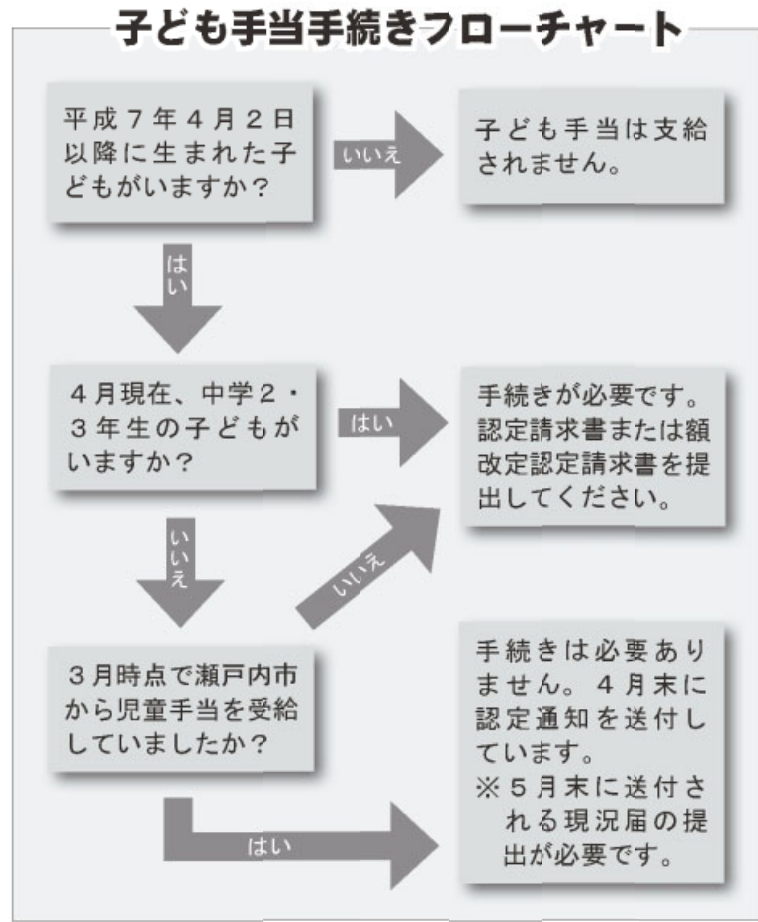 子ども手当手続きフローチャート
平成７年４月２日
以降に生まれた子
どもがいますか？
いいえ
子ども手当は支給
されません。
はい
４月現在、中学２・
３年生の子どもが
いますか？
はい
手続きが必要です。
認定請求書または額
改定認定請求書を提
出してください。
いいえ
いいえ
３月時点で瀬戸内市
から児童手当を受給
していましたか？
はい
手続きは必要あり
ません。４月末に
認定通知を送付し
ています。
※５月末に送付さ
れる現況届の提
出が必要です。